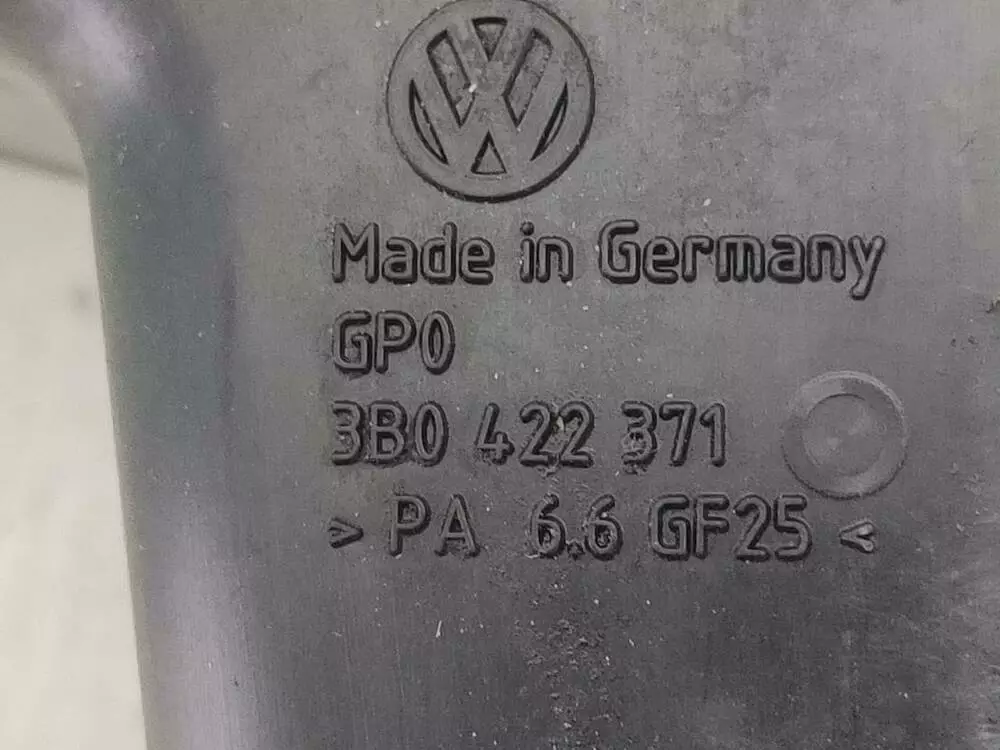 Made in Germany
GP0
3B0 422 371
> PA 6.6 GF25 <